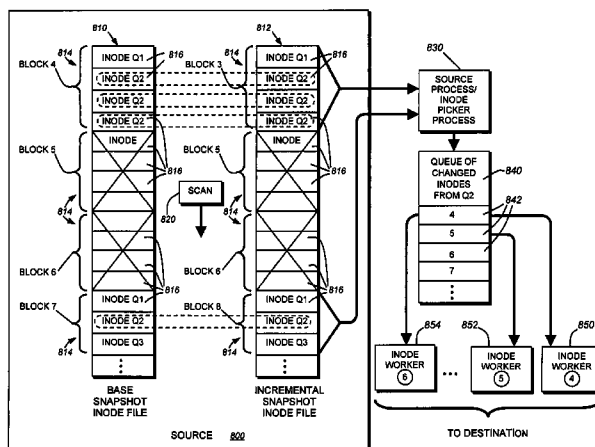 810
812
814
816
814
816
BLOCK 4
INODE Q1
BLOCK 3
INODE Q1
INODE Q2
816
INODE Q2
816
INODE Q2
INODE Q2
INODE Q2
INODE Q2
INODE
INODE
BLOCK 5
816
BLOCK 5
816
814
SCAN
820
814
BLOCK 6
816
BLOCK 6
816
INODE Q1
816
INODE Q1
816
BLOCK 7
INODE Q2
BLOCK 8
INODE Q2
814
INODE Q3
814
INODE Q3
BASE
SNAPSHOT
INODE FILE
INCREMENTAL
SNAPSHOT
INODE FILE
SOURCE 800
830
SOURCE
PROCESS/
INODE
PICKER
PROCESS
QUEUE OF
CHANGED
INODES
FROM Q2
840
842
4
5
6
7
854
852
850
INODE
WORKER
6
...
INODE
WORKER
5
INODE
WORKER
4
TO DESTINATION